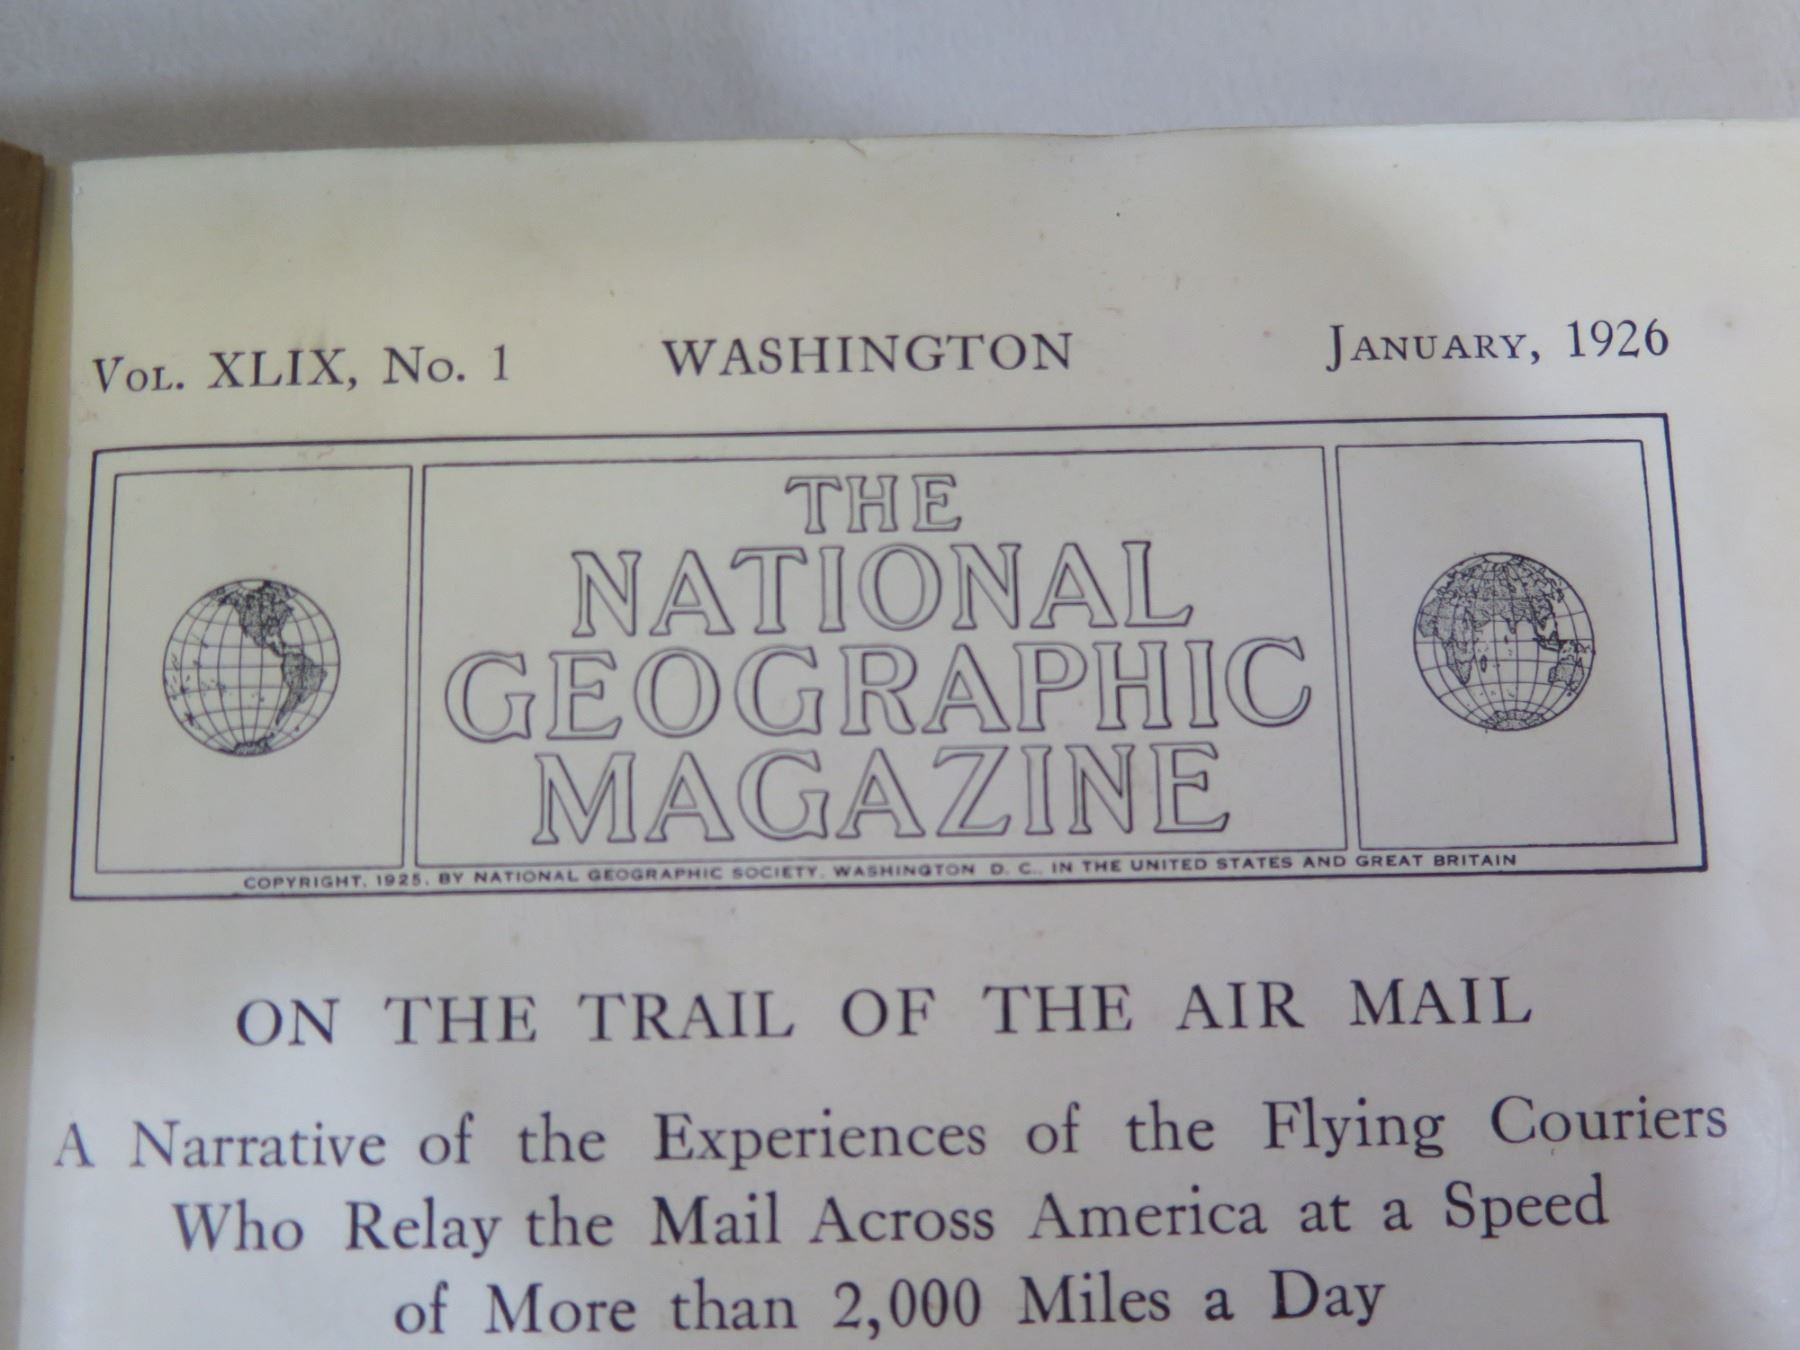 Vol. XLIX, No. 1 WASHINGTON January, 1926
THE
NATIONAL
GEOGRAPHIC
MAGAZINE
COPYRIGHT, 1925, BY NATIONAL GEOGRAPHIC SOCIETY, WASHINGTON D. C., IN THE UNITED STATES AND GREAT BRITAIN
ON THE TRAIL OF THE AIR MAIL
A Narrative of the Experiences of the Flying Couriers
Who Relay the Mail Across America at a Speed
of More than 2,000 Miles a Day